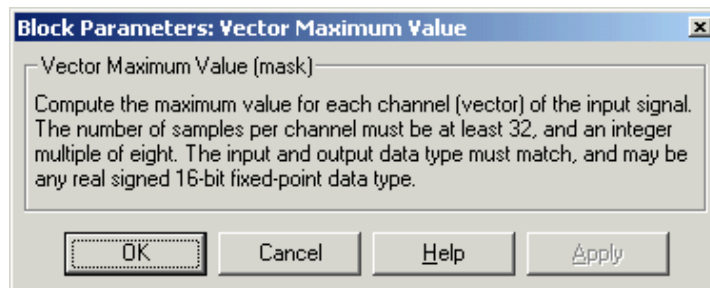 Block Parameters: Vector Maximum Value
Vector Maximum Value (mask)
Compute the maximum value for each channel (vector) of the input signal.
The number of samples per channel must be at least 32, and an integer
multiple of eight. The input and output data type must match, and may be
any real signed 16-bit fixed-point data type.
OK Cancel Help Apply